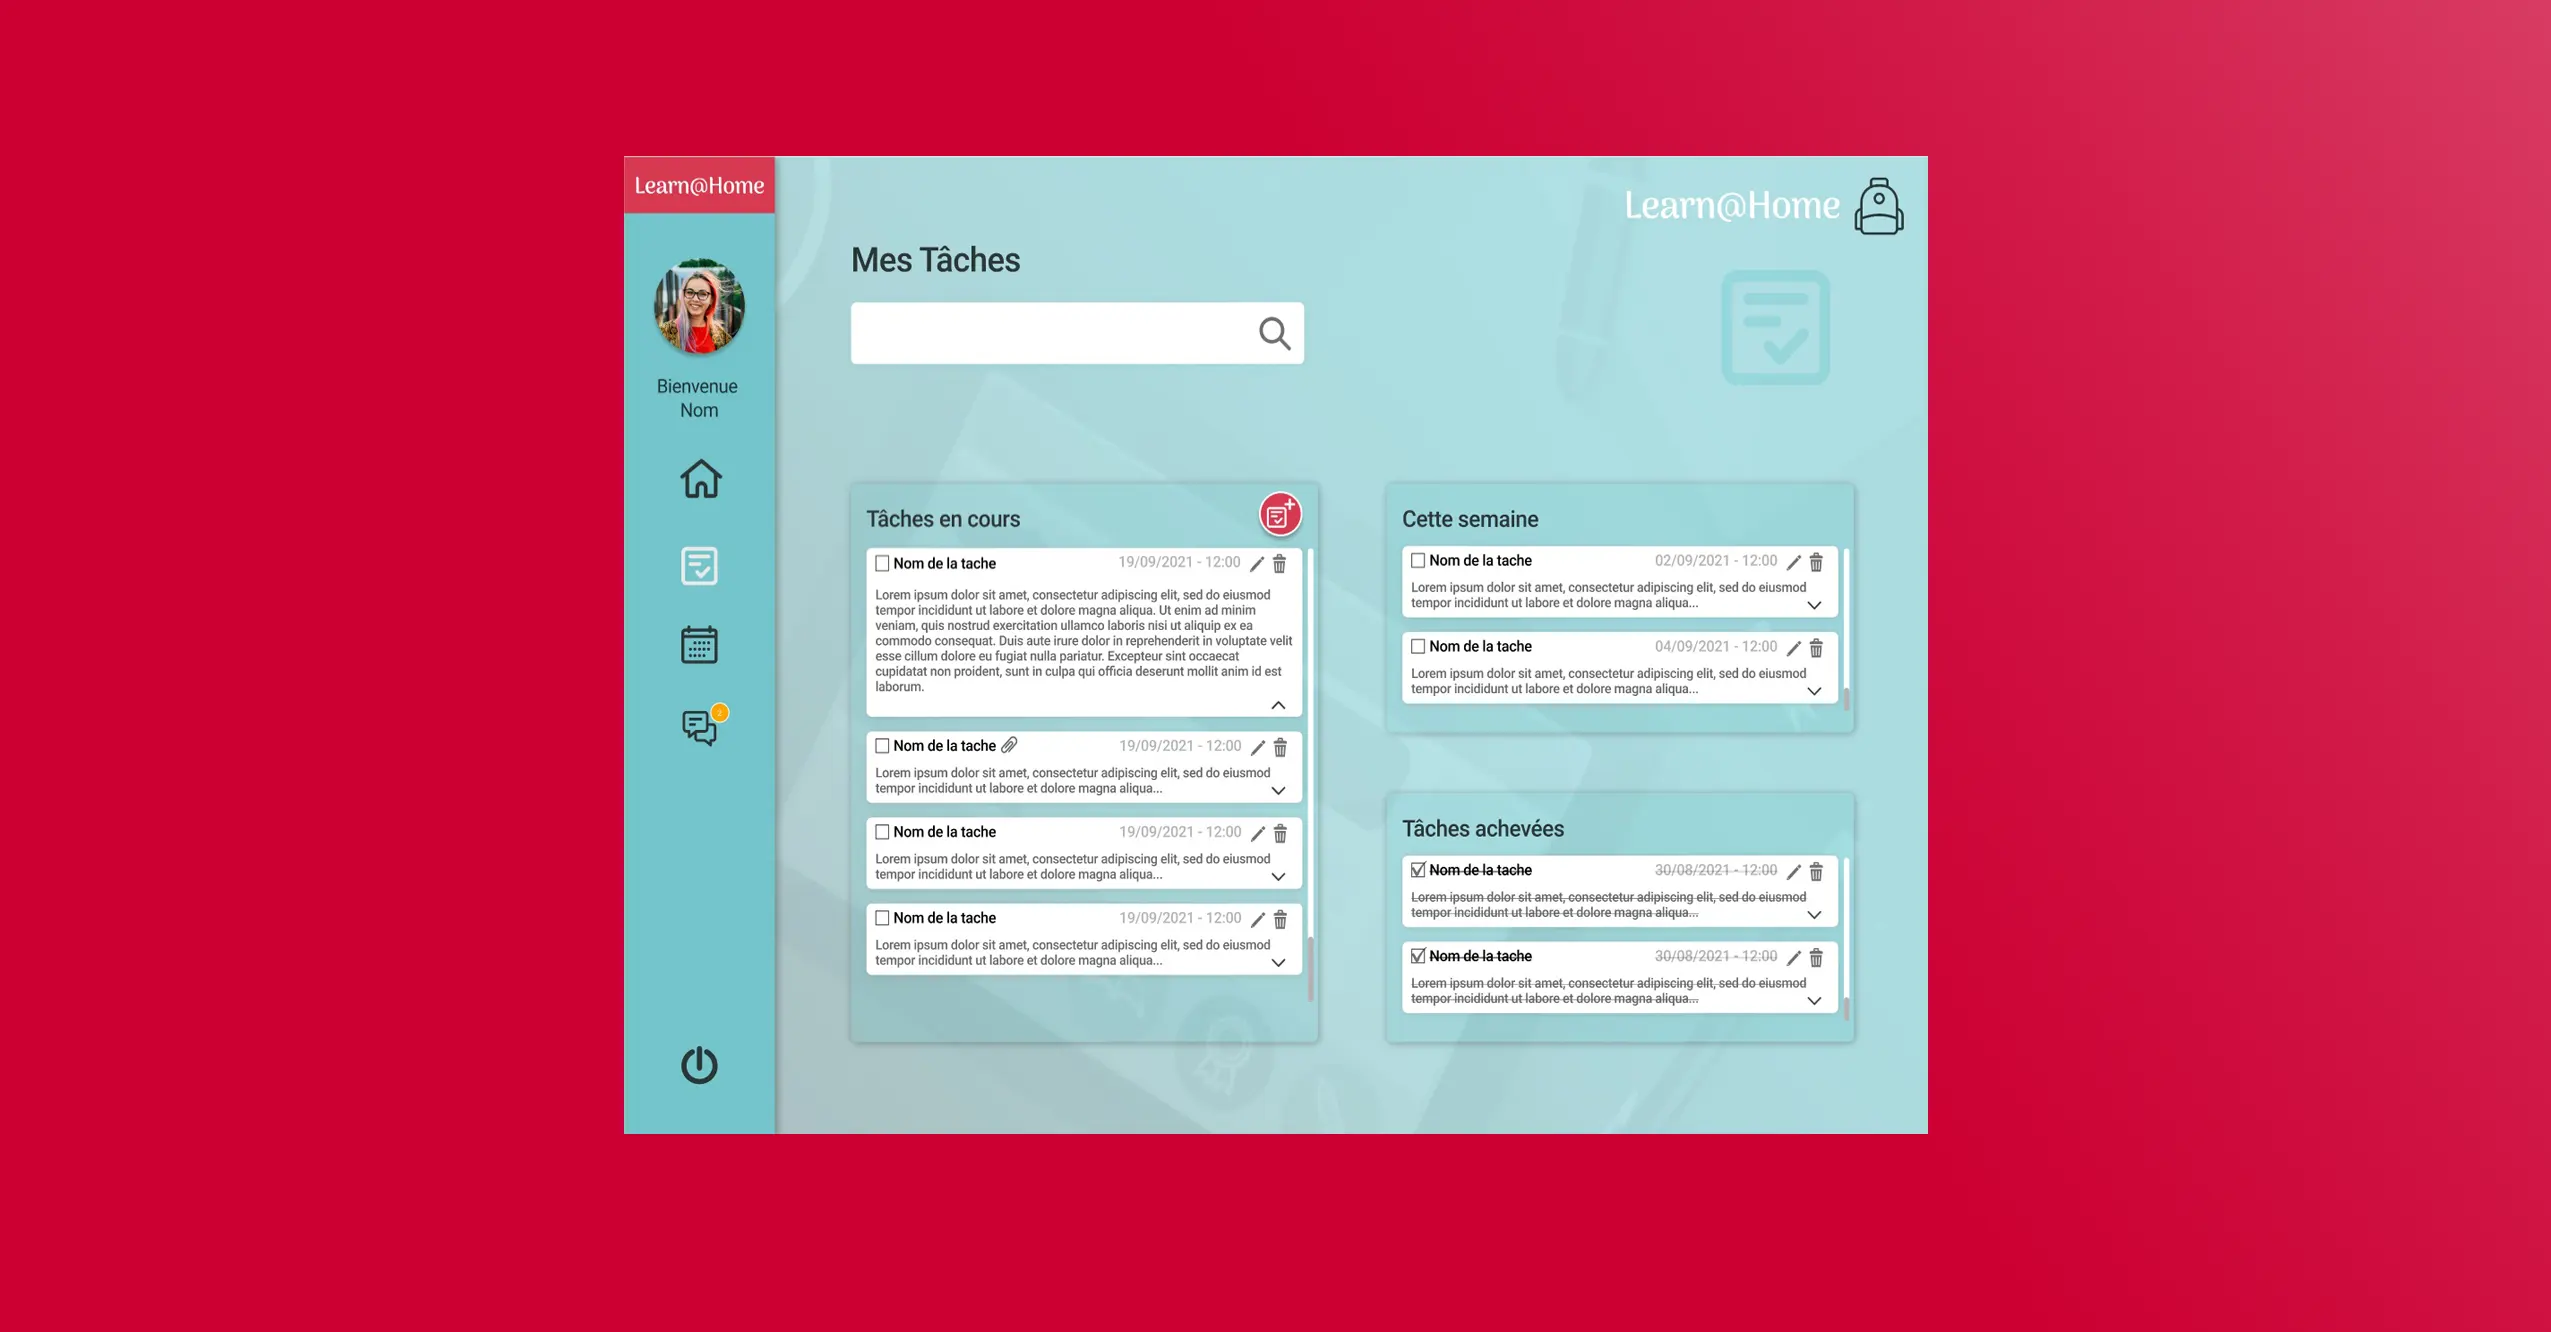 Learn@Home
Learn@Home
Bienvenue
Nom
2
Mes Tâches
Tâches en cours
Nom de la tache 19/09/2021 - 12:00
Lorem ipsum dolor sit amet, consectetur adipiscing elit, sed do eiusmod
tempor incididunt ut labore et dolore magna aliqua. Ut enim ad minim
veniam, quis nostrud exercitation ullamco laboris nisi ut aliquip ex ea
commodo consequat. Duis aute irure dolor in reprehenderit in voluptate velit
esse cillum dolore eu fugiat nulla pariatur. Excepteur sint occaecat
cupidatat non proident, sunt in culpa qui officia deserunt mollit anim id est
laborum.
Nom de la tache 19/09/2021 - 12:00
Lorem ipsum dolor sit amet, consectetur adipiscing elit, sed do eiusmod
tempor incididunt ut labore et dolore magna aliqua...
Nom de la tache 19/09/2021 - 12:00
Lorem ipsum dolor sit amet, consectetur adipiscing elit, sed do eiusmod
tempor incididunt ut labore et dolore magna aliqua...
Nom de la tache 19/09/2021 - 12:00
Lorem ipsum dolor sit amet, consectetur adipiscing elit, sed do eiusmod
tempor incididunt ut labore et dolore magna aliqua...
Cette semaine
Nom de la tache 02/09/2021 - 12:00
Lorem ipsum dolor sit amet, consectetur adipiscing elit, sed do eiusmod
tempor incididunt ut labore et dolore magna aliqua...
Nom de la tache 04/09/2021 - 12:00
Lorem ipsum dolor sit amet, consectetur adipiscing elit, sed do eiusmod
tempor incididunt ut labore et dolore magna aliqua...
Tâches achevées
Nom de la tache 30/08/2021 - 12:00
Lorem ipsum dolor sit amet, consectetur adipiscing elit, sed do eiusmod
tempor incididunt ut labore et dolore magna aliqua...
Nom de la tache 30/08/2021 - 12:00
Lorem ipsum dolor sit amet, consectetur adipiscing elit, sed do eiusmod
tempor incididunt ut labore et dolore magna aliqua...